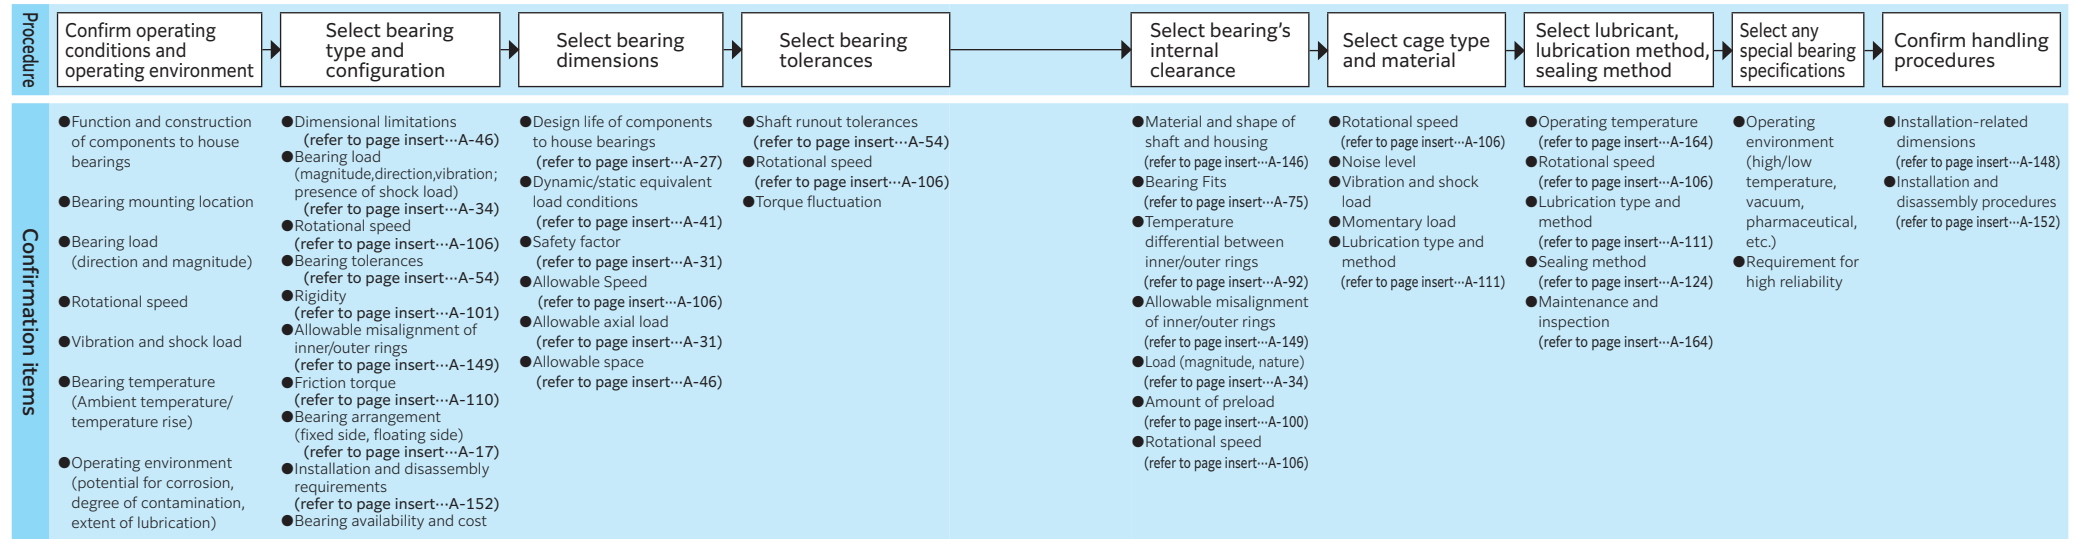 Procedure
Confirm operating
conditions and
operating environment
Select bearing
type and
configuration
Select bearing
dimensions
Select bearing
tolerances
Select bearing's
internal
clearance
Select cage type
and material
Select lubricant,
lubrication method,
sealing method
Select any
special bearing
specifications
Confirm handling
procedures
Confirmation items
●Function and construction
of components to house
bearings
●Bearing mounting location
●Bearing load
(direction and magnitude)
●Rotational speed
●Vibration and shock load
●Bearing temperature
(Ambient temperature/
temperature rise)
●Operating environment
(potential for corrosion,
degree of contamination,
extent of lubrication)
●Dimensional limitations
(refer to page insert…A-46)
●Bearing load
(magnitude,direction,vibration;
presence of shock load)
(refer to page insert…A-34)
●Rotational speed
(refer to page insert…A-106)
●Bearing tolerances
(refer to page insert…A-54)
●Rigidity
(refer to page insert…A-101)
●Allowable misalignment of
inner/outer rings
(refer to page insert…A-149)
●Friction torque
(refer to page insert…A-110)
●Bearing arrangement
(fixed side, floating side)
(refer to page insert…A-17)
●Installation and disassembly
requirements
(refer to page insert…A-152)
●Bearing availability and cost
●Design life of components
to house bearings
(refer to page insert…A-27)
●Dynamic/static equivalent
load conditions
(refer to page insert…A-41)
●Safety factor
(refer to page insert…A-31)
●Allowable Speed
(refer to page insert…A-106)
●Allowable axial load
(refer to page insert…A-31)
●Allowable space
(refer to page insert…A-46)
●Shaft runout tolerances
(refer to page insert…A-54)
●Rotational speed
(refer to page insert…A-106)
●Torque fluctuation
●Material and shape of
shaft and housing
(refer to page insert…A-146)
●Bearing Fits
(refer to page insert…A-75)
●Temperature
differential between
inner/outer rings
(refer to page insert…A-92)
●Allowable misalignment
of inner/outer rings
(refer to page insert…A-149)
●Load (magnitude, nature)
(refer to page insert…A-34)
●Amount of preload
(refer to page insert…A-100)
●Rotational speed
(refer to page insert…A-106)
●Rotational speed
(refer to page insert…A-106)
●Noise level
●Vibration and shock
load
●Momentary load
●Lubrication type and
method
(refer to page insert…A-111)
●Operating temperature
(refer to page insert…A-164)
●Rotational speed
(refer to page insert…A-106)
●Lubrication type and
method
(refer to page insert…A-111)
●Sealing method
(refer to page insert…A-124)
●Maintenance and
inspection
(refer to page insert…A-164)
●Operating
environment
(high/low
temperature,
vacuum,
pharmaceutical,
etc.)
●Requirement for
high reliability
●Installation-related
dimensions
(refer to page insert…A-148)
●Installation and
disassembly procedures
(refer to page insert…A-152)